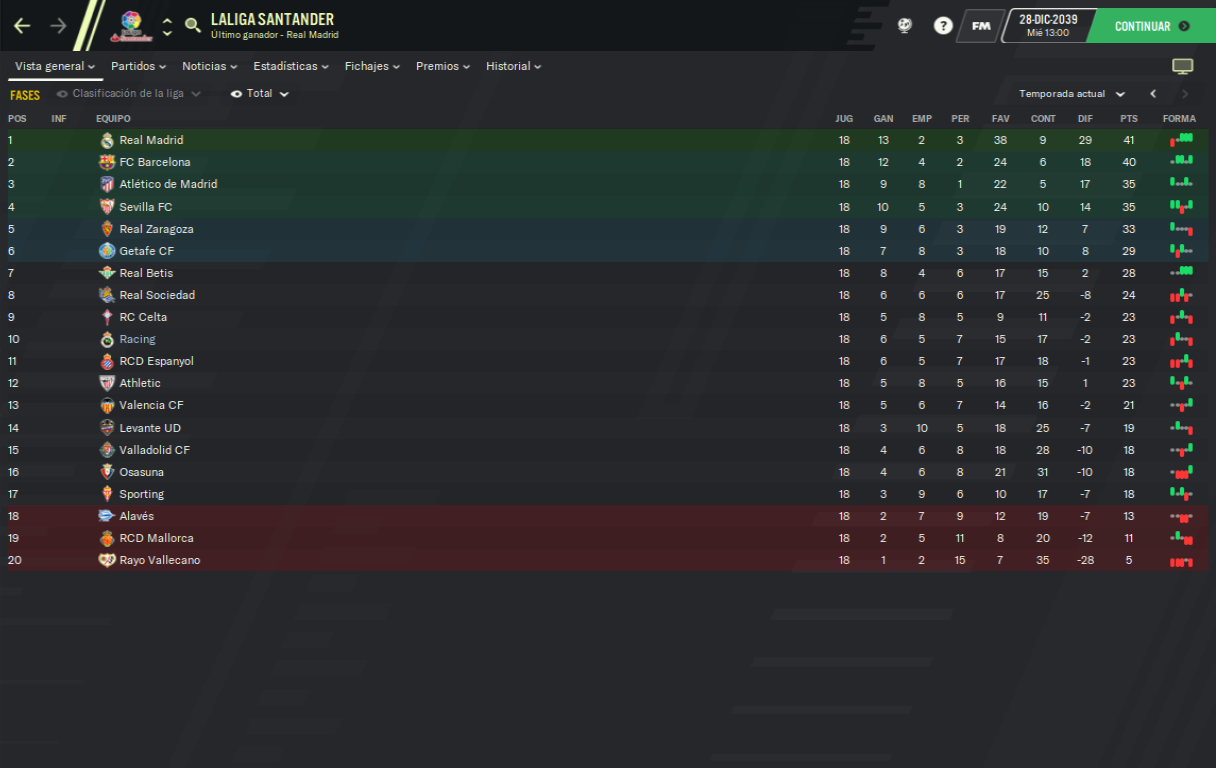 LALIGA SANTANDER
Último ganador - Real Madrid
? FM 28-DIC-2039 CONTINUAR
Mié 13:00
Vista general Partidos Noticias Estadísticas Fichajes Premios Historial
FASES Clasificación de la liga Total Temporada actual
POS INF EQUIPO JUG GAN EMP PER FAV CONT DIF PTS FORMA
1 Real Madrid 18 13 2 3 38 9 29 41
2 FC Barcelona 18 12 4 2 24 6 18 40
3 Atlético de Madrid 18 9 8 1 22 5 17 35
4 Sevilla FC 18 10 5 3 24 10 14 35
5 Real Zaragoza 18 9 6 3 19 12 7 33
6 Getafe CF 18 7 8 3 18 10 8 29
7 Real Betis 18 8 4 6 17 15 2 28
8 Real Sociedad 18 6 6 6 17 25 -8 24
9 RC Celta 18 5 8 5 9 11 -2 23
10 Racing 18 6 5 7 15 17 -2 23
11 RCD Espanyol 18 6 5 7 17 18 -1 23
12 Athletic 18 5 8 5 16 15 1 23
13 Valencia CF 18 5 6 7 14 16 -2 21
14 Levante UD 18 3 10 5 18 25 -7 19
15 Valladolid CF 18 4 6 8 18 28 -10 18
16 Osasuna 18 4 6 8 21 31 -10 18
17 Sporting 18 3 9 6 10 17 -7 18
18 Alavés 18 2 7 9 12 19 -7 13
19 RCD Mallorca 18 2 5 11 8 20 -12 11
20 Rayo Vallecano 18 1 2 15 7 35 -28 5